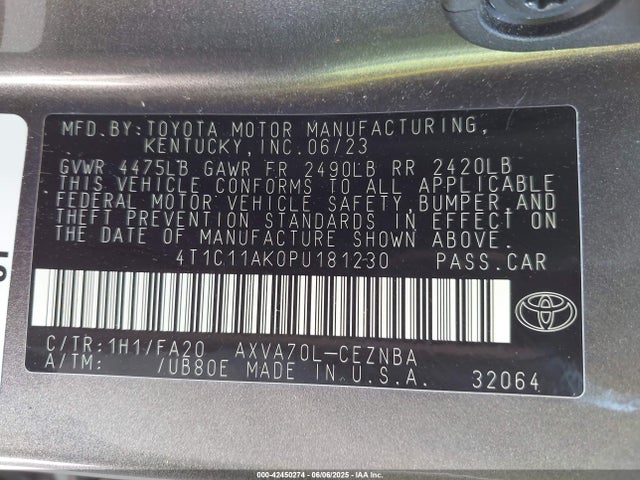 MFD.BY:TOYOTA MOTOR MANUFACTURING,
KENTUCKY,INC.06/23
GVWR 4475LB GAWR FR 2490LB RR 2420LB
THIS VEHICLE CONFORMS TO ALL APPLICABLE
FEDERAL MOTOR VEHICLE SAFETY, BUMPER,AND
THEFT PREVENTION STANDARDS IN EFFECT ON
THE DATE OF MANUFACTURE SHOWN ABOVE.
4T1C11AK0PU181230 PASS.CAR
C/TR:1H1/FA20 AXVA70L-CEZNBA
A/TM: /UB80E MADE IN U.S.A. 32064
000-42450274 - 06/06/2025 - IAAI.COM